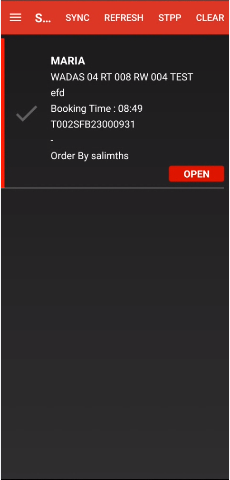 S... SYNC REFRESH STPP CLEAR
MARIA
WADAS 04 RT 008 RW 004 TEST
efd
Booking Time : 08:49
T002SFB23000931
-
Order By salimths
OPEN